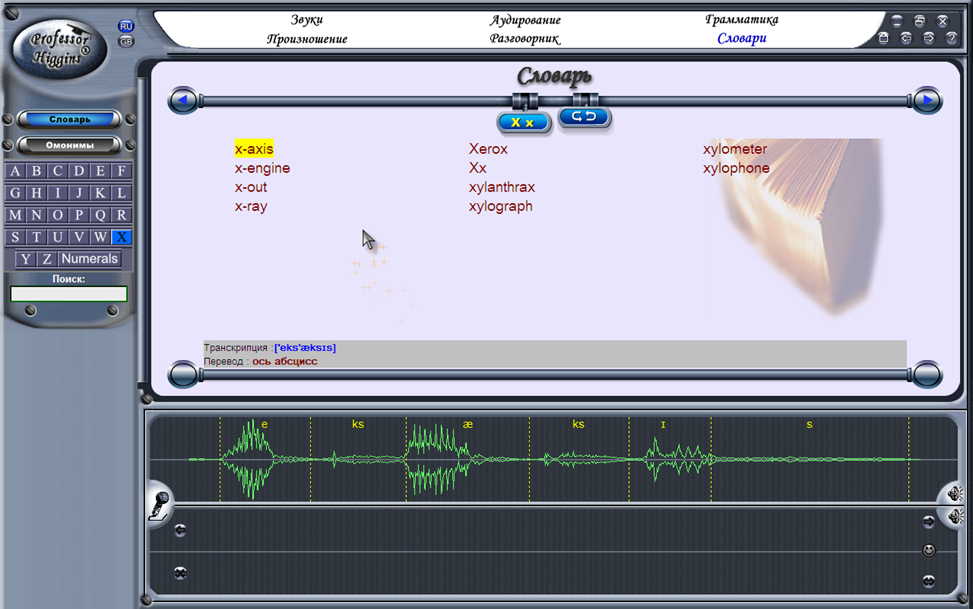 Professor
Higgins®
RU
GB
Звуки
Аудирование
Грамматика
Произношение
Разговорник
Словари
Словарь
Омонимы
A B C D E F
G H I J K L
M N O P Q R
S T U V W X
Y Z Numerals
Поиск:
Словарь
X x
x-axis
x-engine
x-out
x-ray
Xerox
Xx
xylanthrax
xylograph
xylometer
xylophone
Транскрипция :['eks'æksɪs]
Перевод : ось абсцисс
e ks æ ks ɪ s